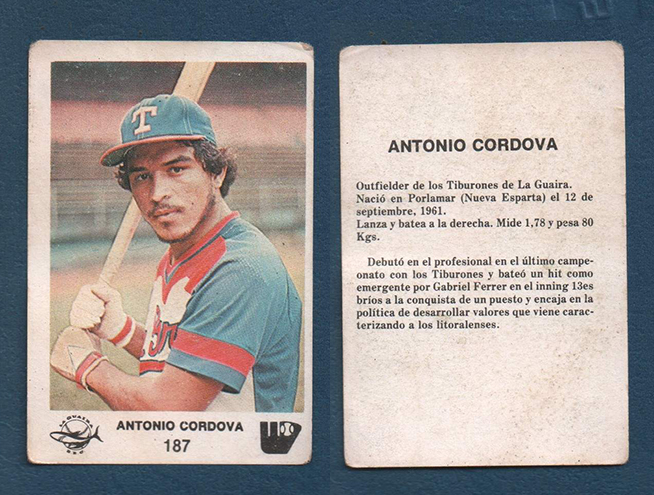 T
LA GUAIRA
ANTONIO CORDOVA
187
ANTONIO CORDOVA
Outfielder de los Tiburones de La Guaira.
Nació en Porlamar (Nueva Esparta) el 12 de
septiembre, 1961.
Lanza y batea a la derecha. Mide 1,78 y pesa 80
Kgs.
Debutó en el profesional en el último campe-
onato con los Tiburones y bateó un hit como
emergente por Gabriel Ferrer en el inning 13es
bríos a la conquista de un puesto y encaja en la
política de desarrollar valores que viene carac-
terizando a los litoralenses.